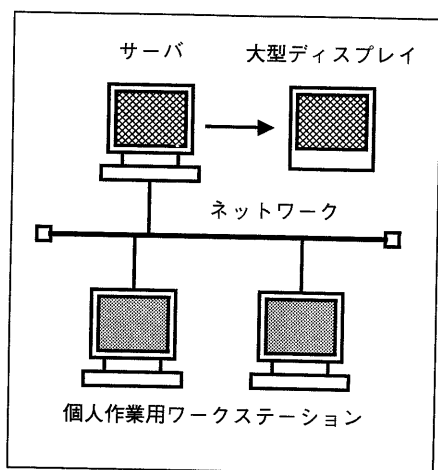 サーバ
大型ディスプレイ
ネットワーク
個人作業用ワークステーション